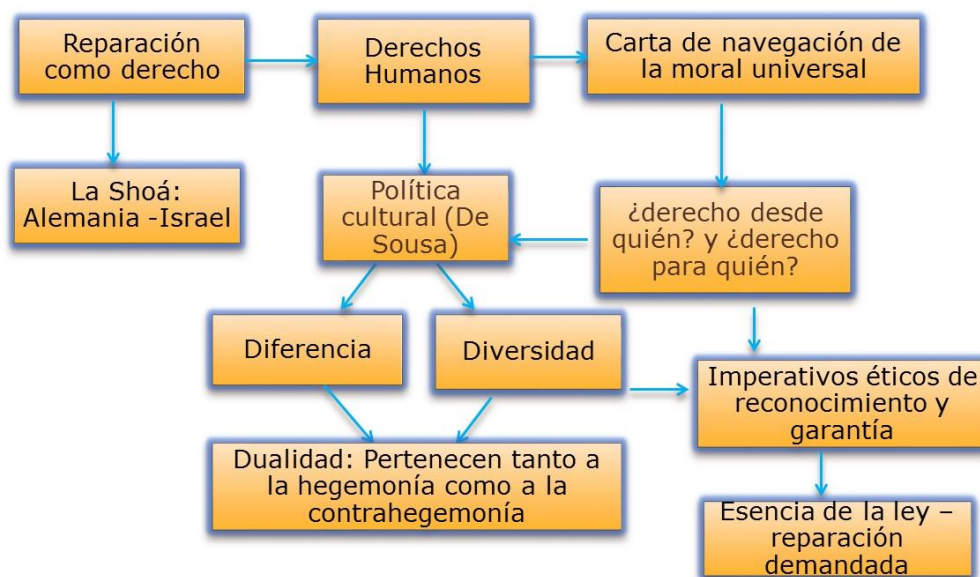 Reparación
como derecho
Derechos
Humanos
Carta de navegación de
la moral universal
La Shoá:
Alemania -Israel
Política
cultural (De
Sousa)
¿derecho desde
quién? y ¿derecho
para quién?
Diferencia
Diversidad
Imperativos éticos de
reconocimiento y
garantía
Dualidad: Pertenecen tanto a
la hegemonía como a la
contrahegemonía
Esencia de la ley –
reparación
demandada